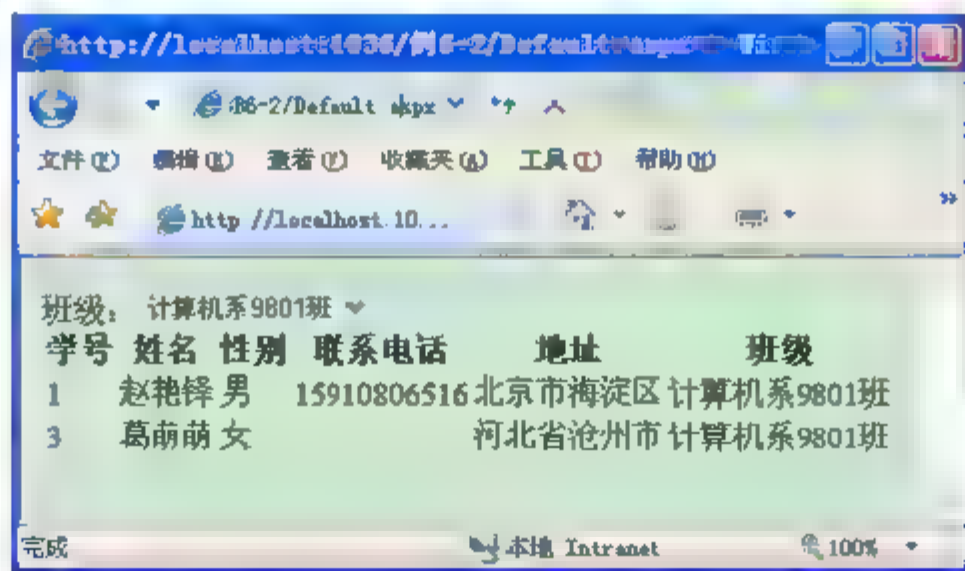 http://localhost:1036/例6-2/Default.aspx - Win
例6-2/Default aspx
文件(F) 编辑(E) 查看(V) 收藏夹(A) 工具(T) 帮助(H)
http //localhost:10...
班级: 计算机系9801班
学号 姓名 性别 联系电话 地址 班级
1 赵艳铎 男 15910806516 北京市海淀区 计算机系9801班
3 葛萌萌 女 河北省沧州市 计算机系9801班
完成 本地 Intranet 100%